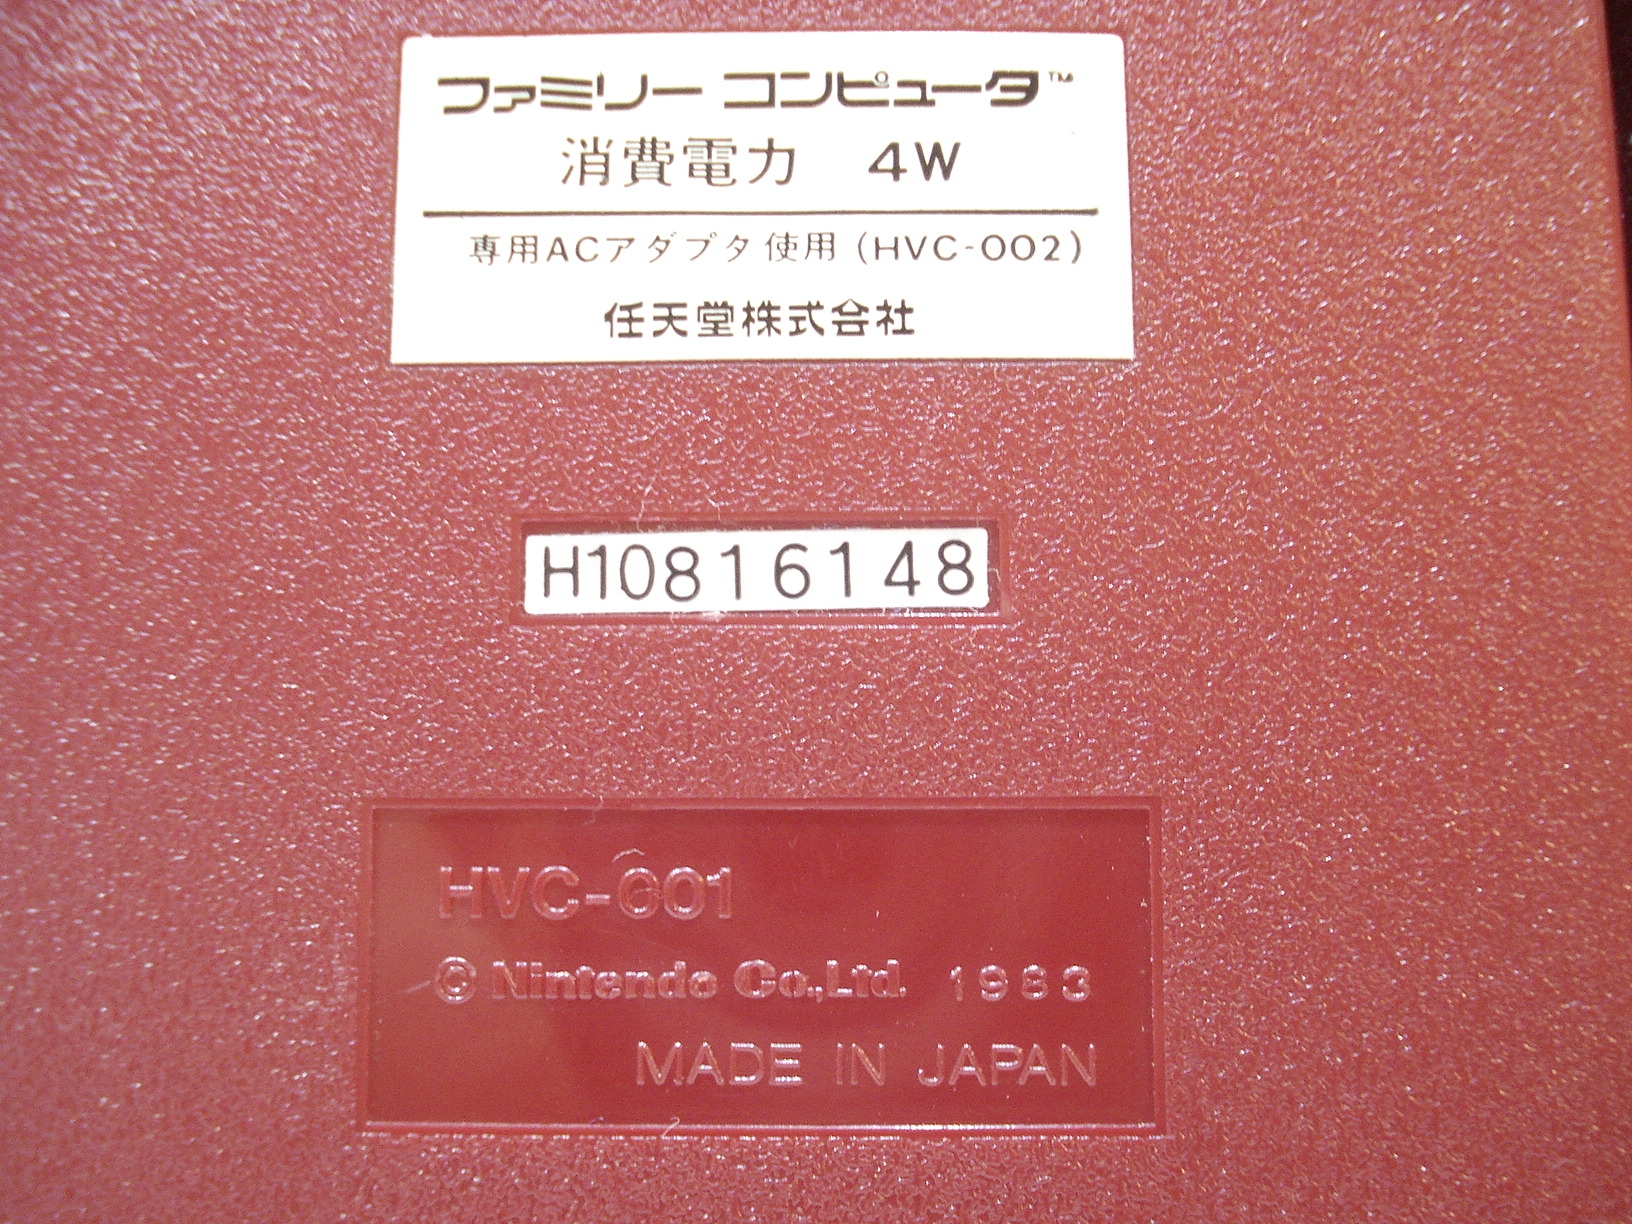 ファミリー コンピュータ™
消費電力 4W
専用ACアダプタ使用 (HVC-002)
任天堂株式会社
H10816148
HVC-001
© Nintendo Co.,Ltd. 1983
MADE IN JAPAN